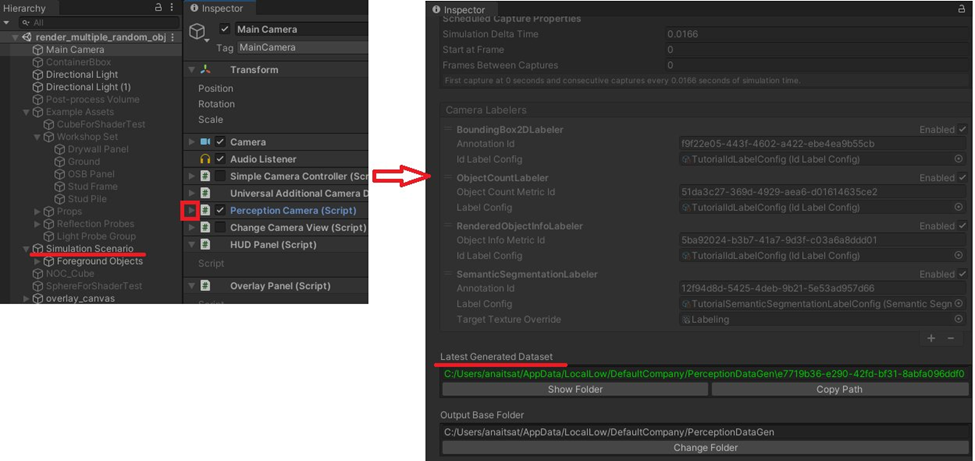 Hierarchy
All
render_multiple_random_obj
Main Camera
ContainerBbox
Directional Light
Directional Light (1)
Post-process Volume
Example Assets
CubeForShaderTest
Workshop Set
Drywall Panel
Ground
OSB Panel
Stud Frame
Stud Pile
Props
Reflection Probes
Light Probe Group
Simulation Scenario
Foreground Objects
NOC_Cube
SphereForShaderTest
overlay_canvas
Inspector
Main Camera
Tag MainCamera
Transform
Position
Rotation
Scale
Camera
Audio Listener
Simple Camera Controller (Scri
Universal Additional Camera D
Perception Camera (Script)
Change Camera View (Script)
HUD Panel (Script)
Script
Overlay Panel (Script)
Script
Inspector
Scheduled Capture Properties
Simulation Delta Time 0.0166
Start at Frame 0
Frames Between Captures 0
First capture at 0 seconds and consecutive captures every 0.0166 seconds of simulation time.
Camera Labelers
BoundingBox2DLabeler Enabled
Annotation Id f9f22e05-443f-4602-a422-ebe4ea9b55cb
Id Label Config TutorialIdLabelConfig (Id Label Config)
ObjectCountLabeler Enabled
Object Count Metric Id 51da3c27-369d-4929-aea6-d01614635ce2
Label Config TutorialIdLabelConfig (Id Label Config)
RenderedObjectInfoLabeler Enabled
Object Info Metric Id 5ba92024-b3b7-41a7-9d3f-c03a6a8ddd01
Id Label Config TutorialIdLabelConfig (Id Label Config)
SemanticSegmentationLabeler Enabled
Annotation Id 12f94d8d-5425-4deb-9b21-5e53ad957d66
Label Config TutorialSemanticSegmentationLabelConfig (Semantic Segn
Target Texture Override Labeling
Latest Generated Dataset
C:/Users/anaitsat/AppData/LocalLow/DefaultCompany/PerceptionDataGen\e7719b36-e290-42fd-bf31-8abfa096ddf0
Show Folder Copy Path
Output Base Folder
C:/Users/anaitsat/AppData/LocalLow/DefaultCompany/PerceptionDataGen
Change Folder